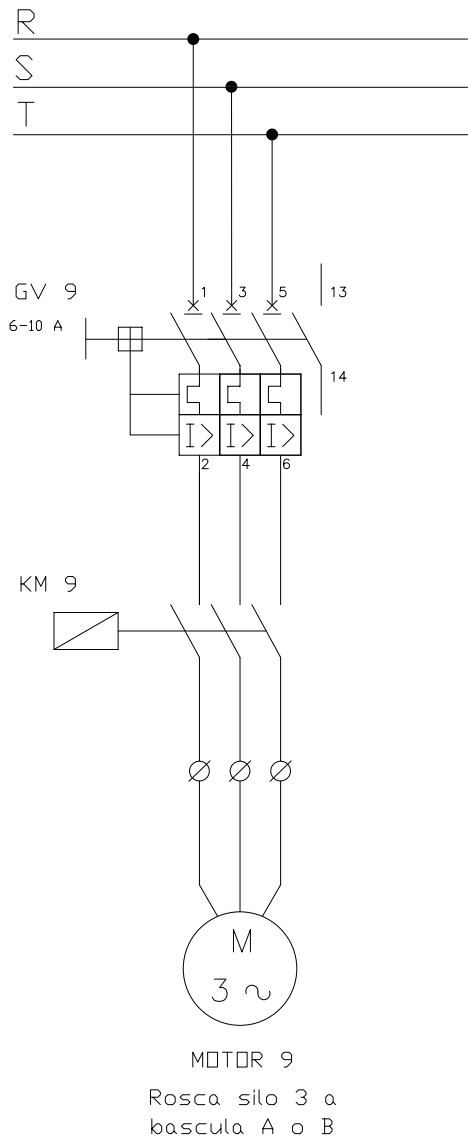 R
S
T
GV 9
1 3 5 13
6-10 A
14
I> I> I>
2 4 6
KM 9
M
3 ~
MOTOR 9
Rosca silo 3 a
bascula A o B